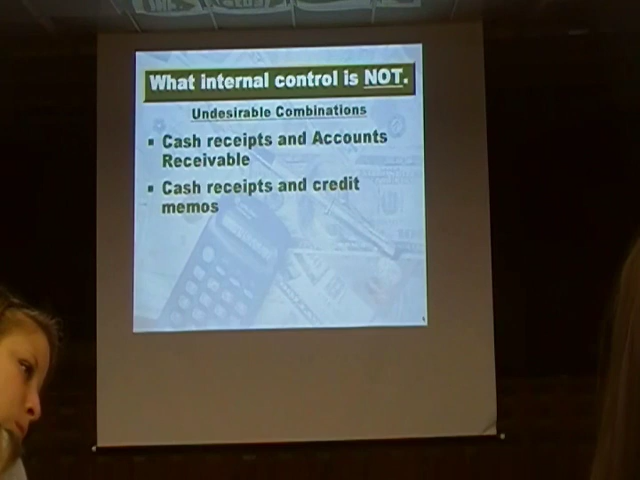 What internal control is NOT.
Undesirable Combinations
▪ Cash receipts and Accounts
Receivable
▪ Cash receipts and credit
memos